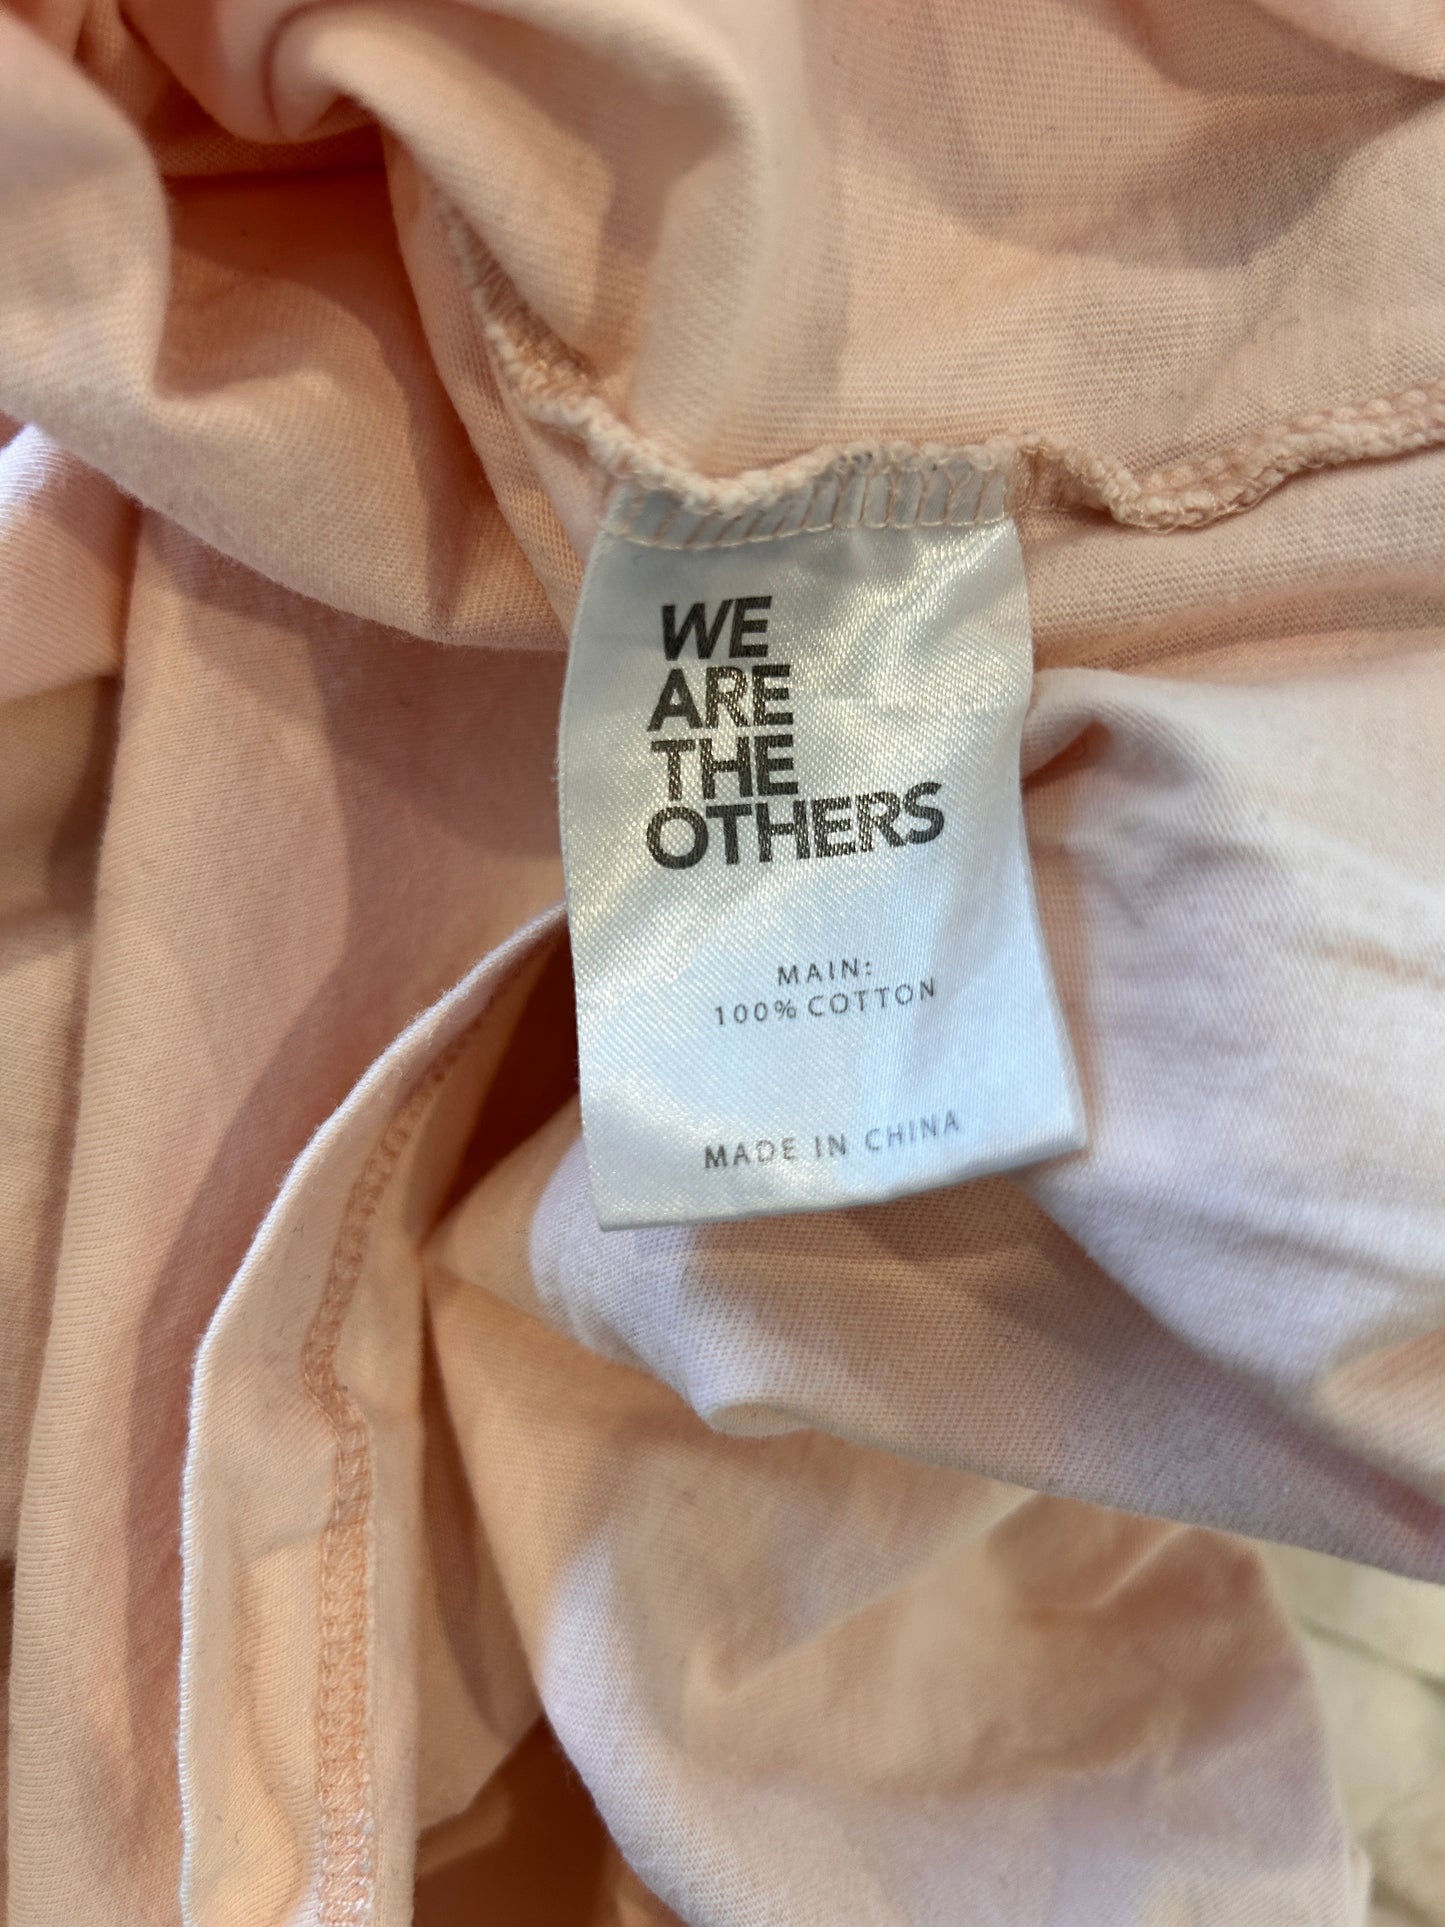 WE
ARE
THE
OTHERS
MAIN:
100% COTTON
MADE IN CHINA